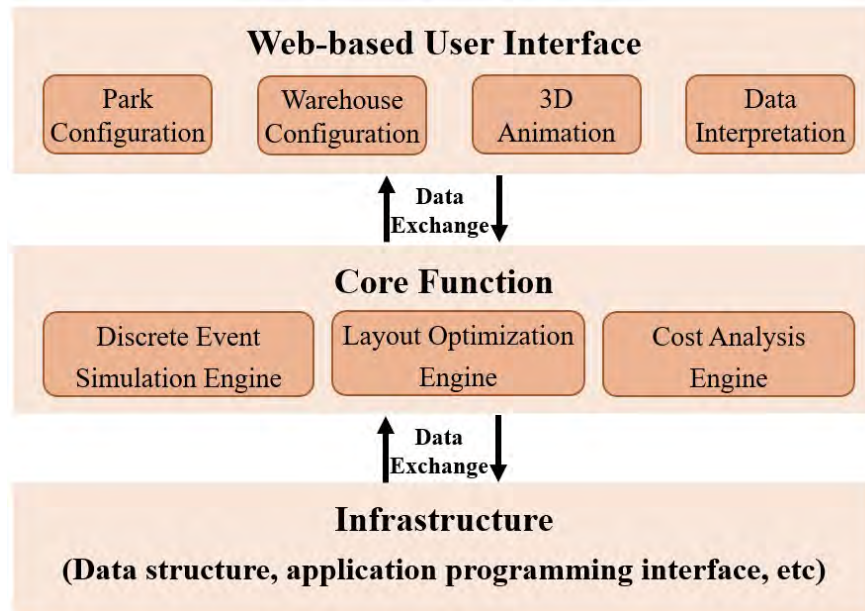 Web-based User Interface
Park
Configuration
Warehouse
Configuration
3D
Animation
Data
Interpretation
Data
Exchange
Core Function
Discrete Event
Simulation Engine
Layout Optimization
Engine
Cost Analysis
Engine
Data
Exchange
Infrastructure
(Data structure, application programming interface, etc)